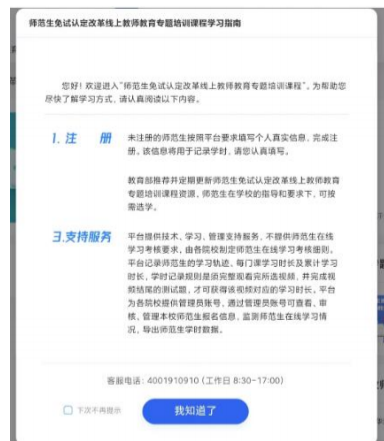 师范生免试认定改革线上教师教育专题培训课程学习指南
您好！欢迎进入“师范生免试认定改革线上教师教育专题培训课程”。为帮助您
尽快了解学习方式，请认真阅读以下内容。
1. 注 册
未注册的师范生按照平台要求填写个人真实信息，完成注
册。该信息将用于记录学时，请您认真填写。
教育部推荐并定期更新师范生免试认定改革线上教师教育
专题培训课程资源，师范生在学校的指导和要求下，可按
需选学。
3.支持服务
平台提供技术、学习、管理支持服务，不提供师范生在线
学习考核要求，由各院校制定师范生在线学习考核细则。
平台记录师范生的学习轨迹、每门课学习时长及累计学习
时长，学时记录规则是须完整观看完所选视频，并完成视
频结尾的测试题，才可获得该视频对应的学习时长。平台
为各院校提供管理员账号，通过管理员账号可查看、审
核、管理本校师范生报名信息，监测师范生在线学习情
况，导出师范生学时数据。
客服电话：4001910910 (工作日 8:30-17:00)
下次不再提示
我知道了